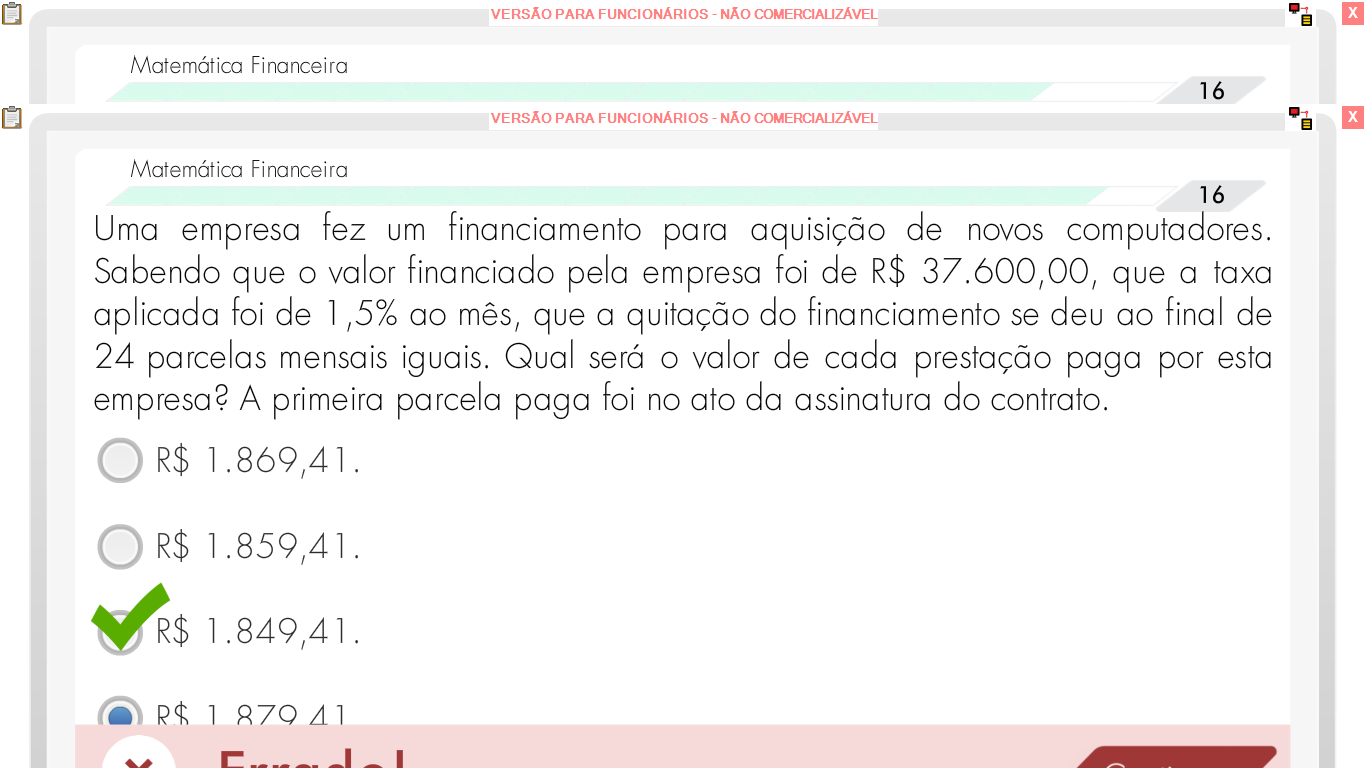 VERSÃO PARA FUNCIONÁRIOS - NÃO COMERCIALIZÁVEL
X
Matemática Financeira
16
VERSÃO PARA FUNCIONÁRIOS - NÃO COMERCIALIZÁVEL
X
Matemática Financeira
16
Uma empresa fez um financiamento para aquisição de novos computadores.
Sabendo que o valor financiado pela empresa foi de R$ 37.600,00, que a taxa
aplicada foi de 1,5% ao mês, que a quitação do financiamento se deu ao final de
24 parcelas mensais iguais. Qual será o valor de cada prestação paga por esta
empresa? A primeira parcela paga foi no ato da assinatura do contrato.
R$ 1.869,41.
R$ 1.859,41.
R$ 1.849,41.
R$ 1.879,41
Errado!